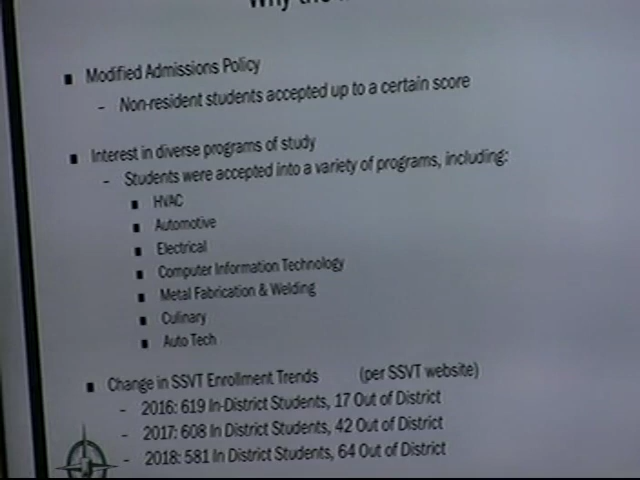 Why the
■ Modified Admissions Policy
– Non-resident students accepted up to a certain score
■ Interest in diverse programs of study
– Students were accepted into a variety of programs, including:
■ HVAC
■ Automotive
■ Electrical
■ Computer Information Technology
■ Metal Fabrication & Welding
■ Culinary
■ Auto Tech
■ Change in SSVT Enrollment Trends (per SSVT website)
– 2016: 619 In-District Students, 17 Out of District
– 2017: 608 In District Students, 42 Out of District
– 2018: 581 In District Students, 64 Out of District